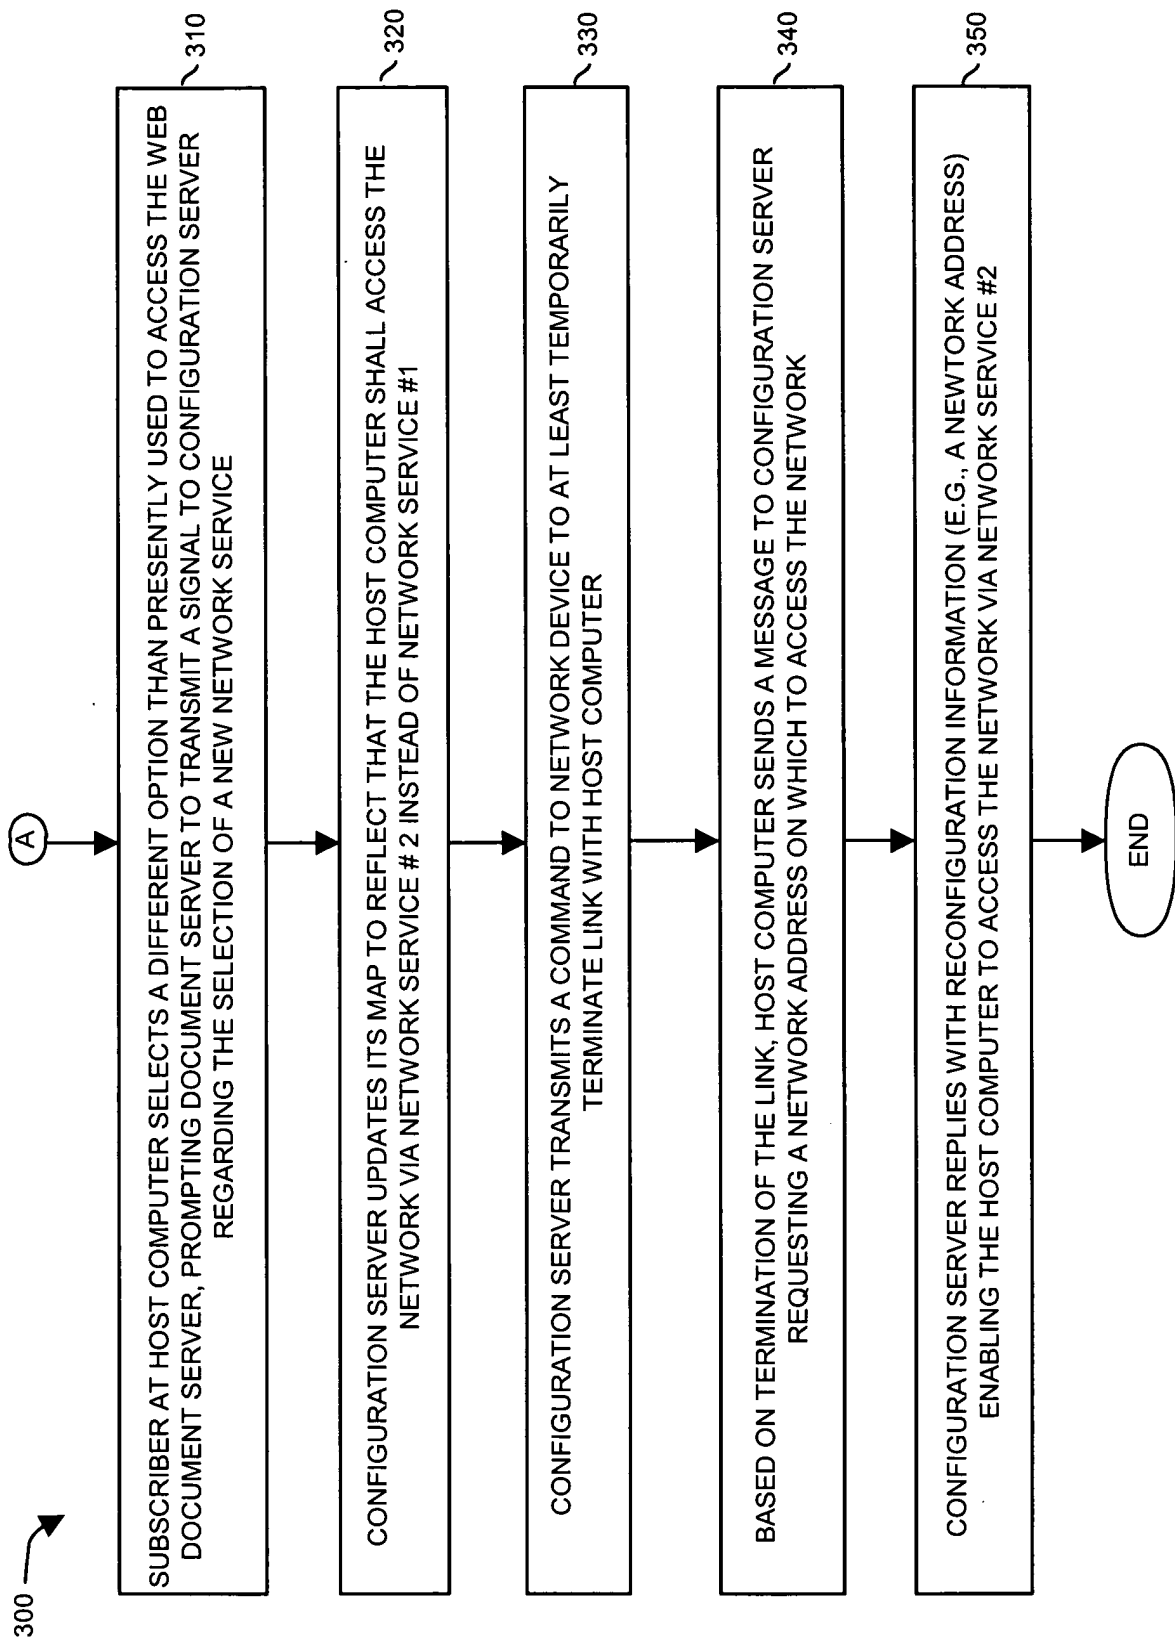 300
A
SUBSCRIBER AT HOST COMPUTER SELECTS A DIFFERENT OPTION THAN PRESENTLY USED TO ACCESS THE WEB
DOCUMENT SERVER, PROMPTING DOCUMENT SERVER TO TRANSMIT A SIGNAL TO CONFIGURATION SERVER
REGARDING THE SELECTION OF A NEW NETWORK SERVICE
310
CONFIGURATION SERVER UPDATES ITS MAP TO REFLECT THAT THE HOST COMPUTER SHALL ACCESS THE
NETWORK VIA NETWORK SERVICE # 2 INSTEAD OF NETWORK SERVICE #1
320
CONFIGURATION SERVER TRANSMITS A COMMAND TO NETWORK DEVICE TO AT LEAST TEMPORARILY
TERMINATE LINK WITH HOST COMPUTER
330
BASED ON TERMINATION OF THE LINK, HOST COMPUTER SENDS A MESSAGE TO CONFIGURATION SERVER
REQUESTING A NETWORK ADDRESS ON WHICH TO ACCESS THE NETWORK
340
CONFIGURATION SERVER REPLIES WITH RECONFIGURATION INFORMATION (E.G., A NEWTORK ADDRESS)
ENABLING THE HOST COMPUTER TO ACCESS THE NETWORK VIA NETWORK SERVICE #2
350
END